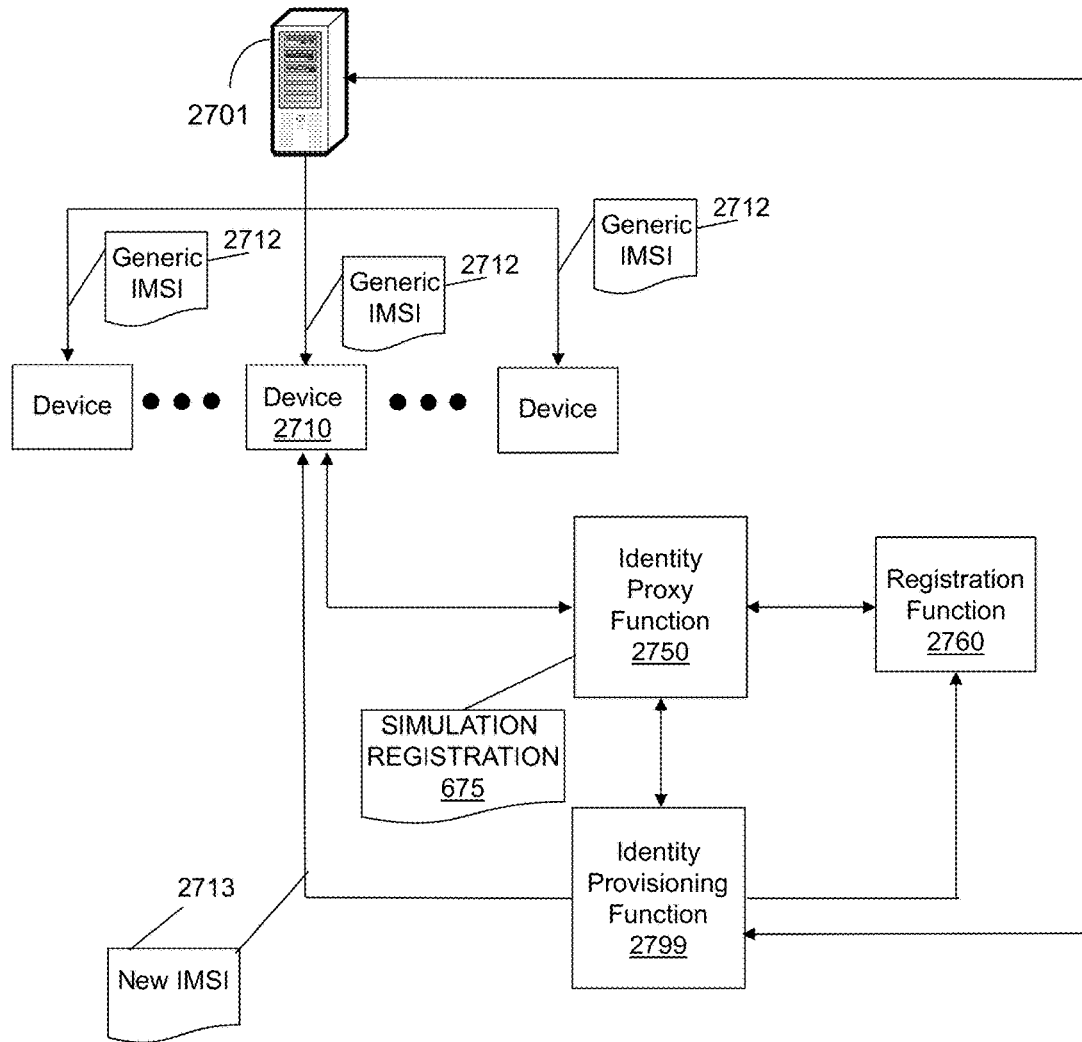 2701
Generic
IMSI
2712
Generic
IMSI
2712
Generic
IMSI
2712
Device
Device
2710
Device
Identity
Proxy
Function
2750
Registration
Function
2760
SIMULATION
REGISTRATION
675
Identity
Provisioning
Function
2799
2713
New IMSI